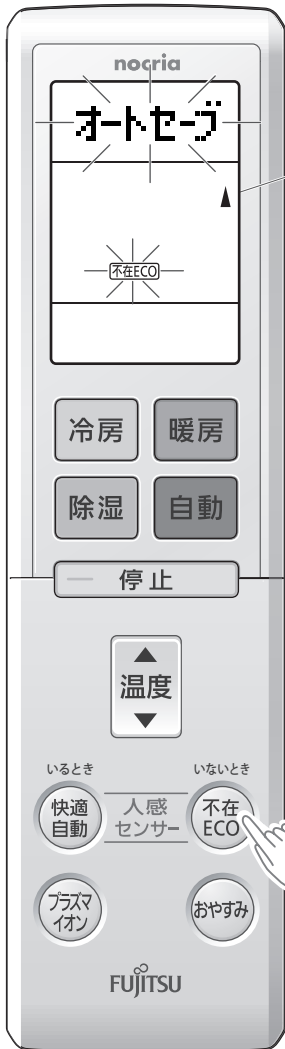 nocria
オートセーブ
不在ECO
冷房 暖房
除湿 自動
停止
温度
いるとき いないとき
快適
自動
人感
センサー
不在
ECO
プラズマ
イオン
おやすみ
FUJITSU